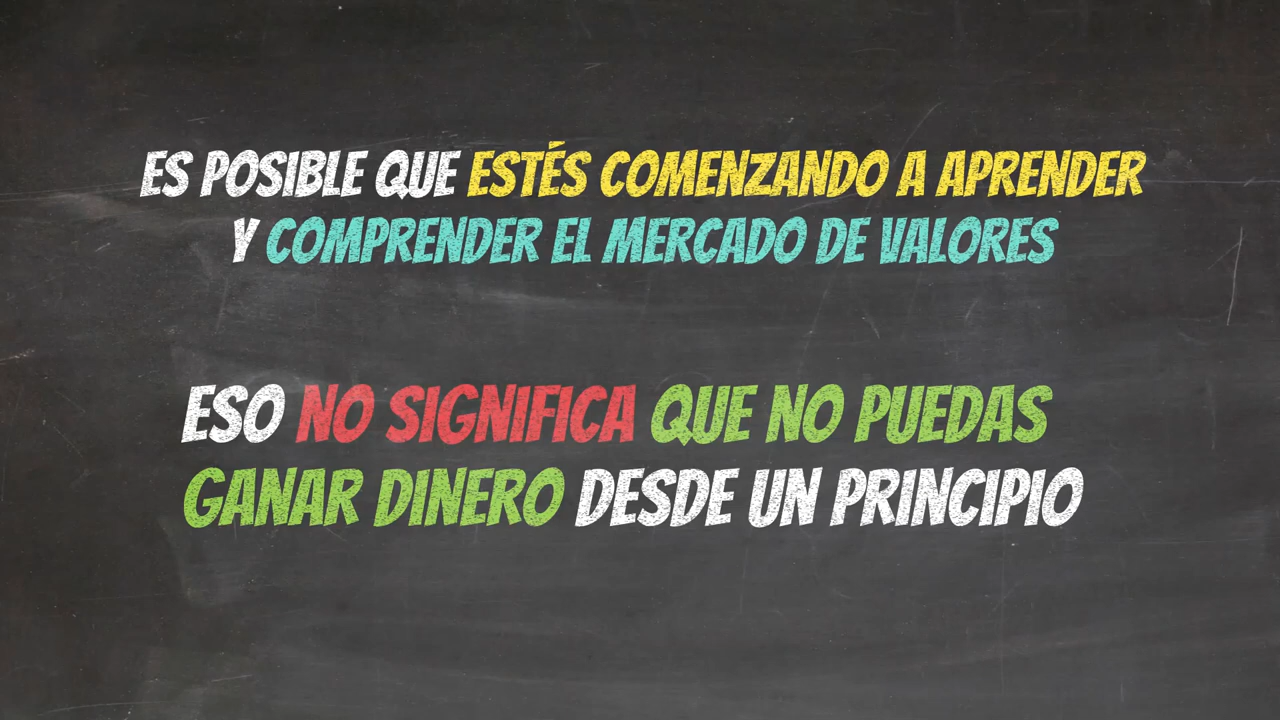 ES POSIBLE QUE ESTÉS COMENZANDO A APRENDER
Y COMPRENDER EL MERCADO DE VALORES
ESO NO SIGNIFICA QUE NO PUEDAS
GANAR DINERO DESDE UN PRINCIPIO